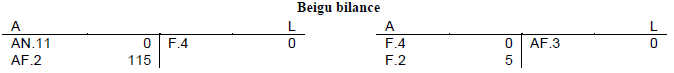 Beigu bilance
A L A L
AN.11 0 F.4 0 F.4 0 AF.3 0
AF.2 115 F.2 5